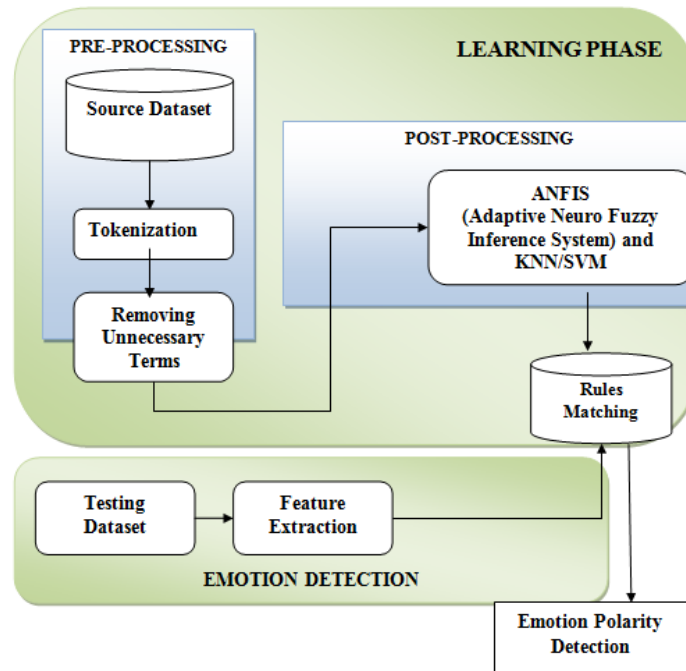 PRE-PROCESSING
LEARNING PHASE
Source Dataset
Tokenization
Removing
Unnecessary
Terms
POST-PROCESSING
ANFIS
(Adaptive Neuro Fuzzy
Inference System) and
KNN/SVM
Rules
Matching
Testing
Dataset
Feature
Extraction
EMOTION DETECTION
Emotion Polarity
Detection